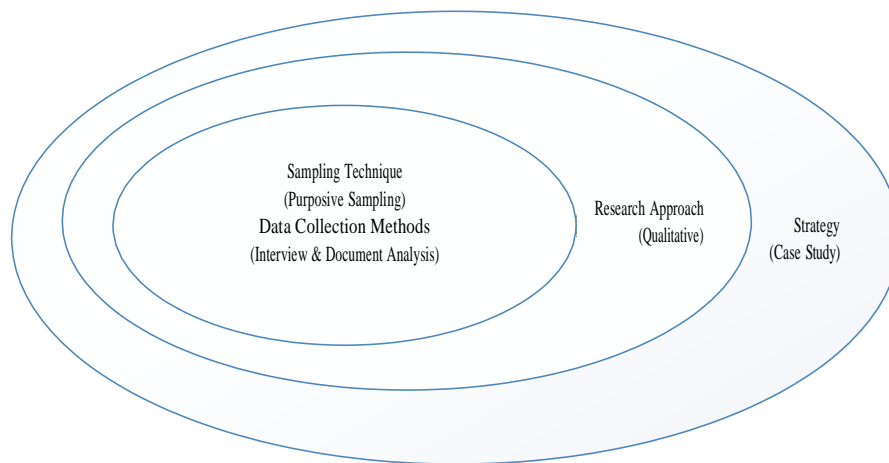 Sampling Technique
(Purposive Sampling)
Data Collection Methods
(Interview & Document Analysis)
Research Approach
(Qualitative)
Strategy
(Case Study)